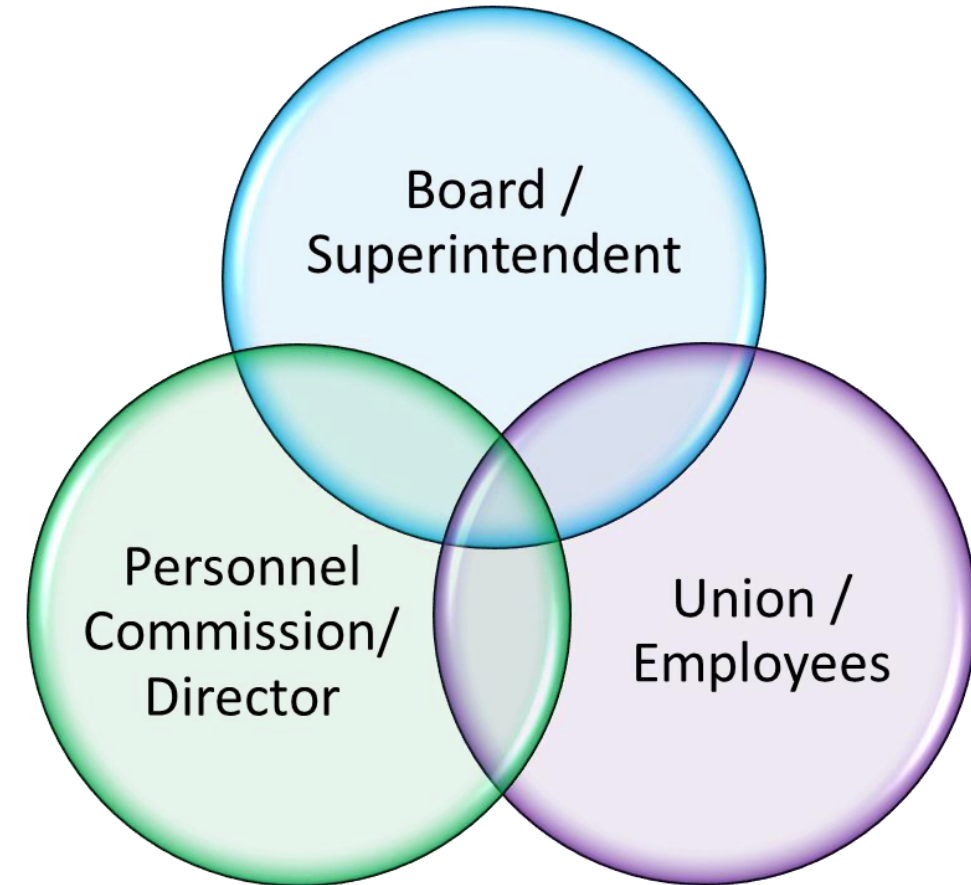 Board /
Superintendent
Personnel
Commission/
Director
Union /
Employees